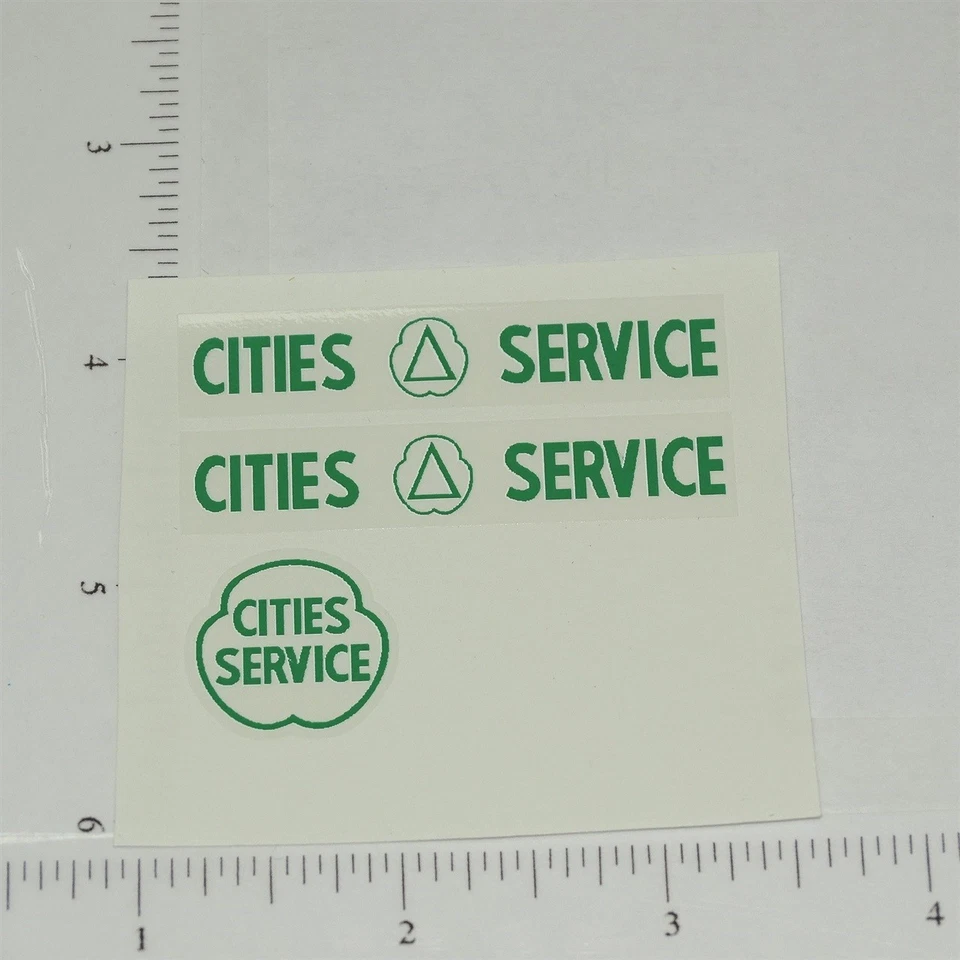 3
4
CITIES Δ SERVICE
CITIES Δ SERVICE
5
CITIES
SERVICE
6
1 2 3 4